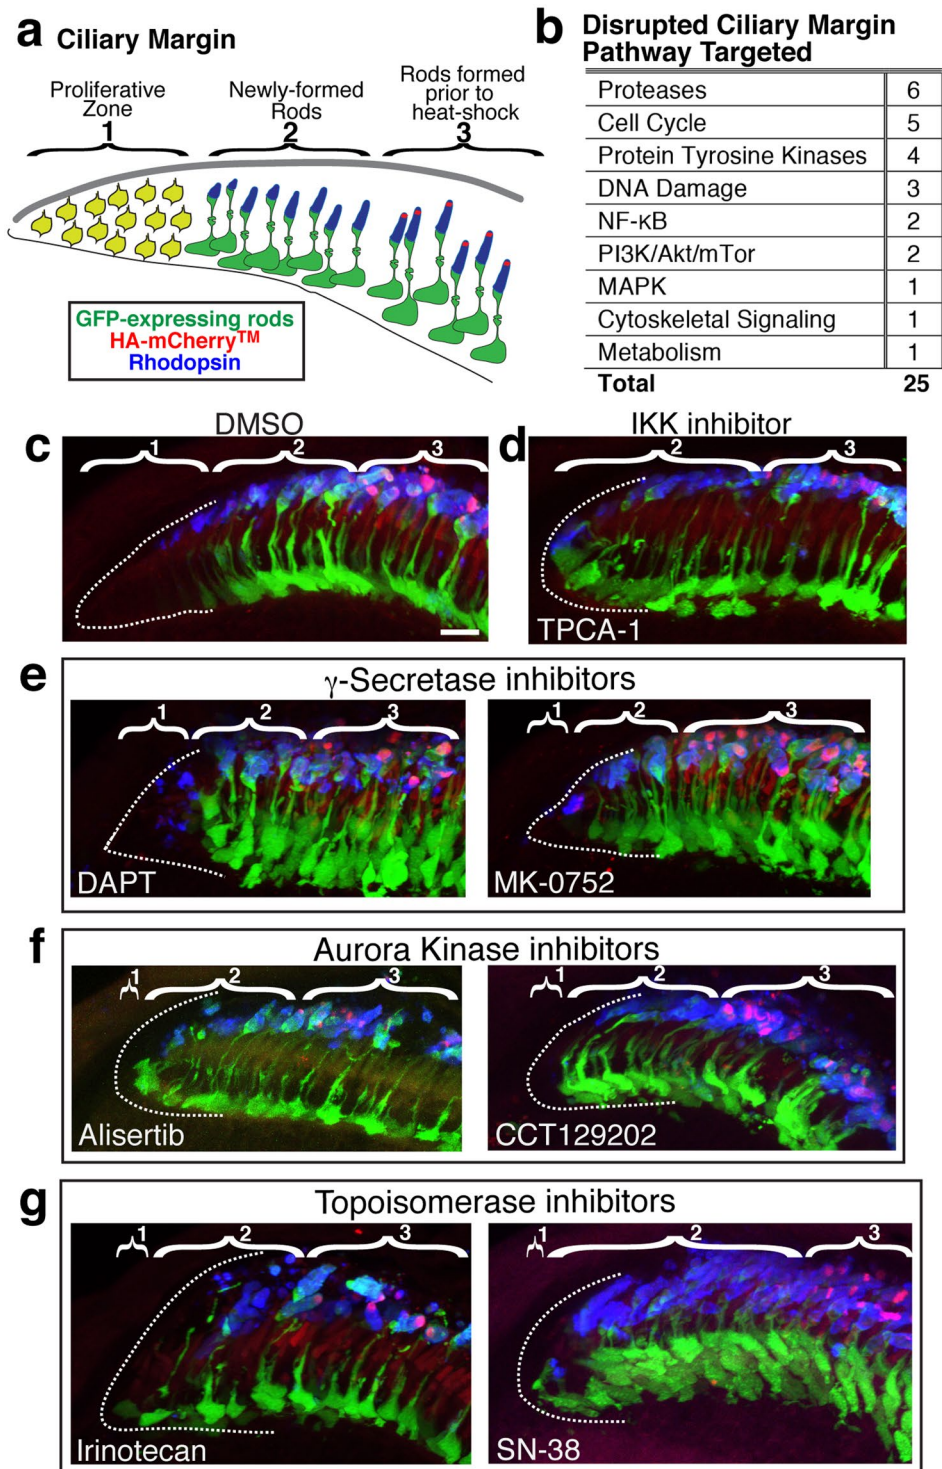 a Ciliary Margin
Proliferative
Zone
1
Newly-formed
Rods
2
Rods formed
prior to
heat-shock
3
GFP-expressing rods
HA-mCherry™
Rhodopsin
b Disrupted Ciliary Margin
Pathway Targeted
Proteases 6
Cell Cycle 5
Protein Tyrosine Kinases 4
DNA Damage 3
NF-κB 2
PI3K/Akt/mTor 2
MAPK 1
Cytoskeletal Signaling 1
Metabolism 1
Total 25
c DMSO
1 2 3
d IKK inhibitor
2 3
TPCA-1
e γ-Secretase inhibitors
1 2 3
DAPT
1 2 3
MK-0752
f Aurora Kinase inhibitors
1 2 3
Alisertib
1 2 3
CCT129202
g Topoisomerase inhibitors
1 2 3
Irinotecan
1 2 3
SN-38